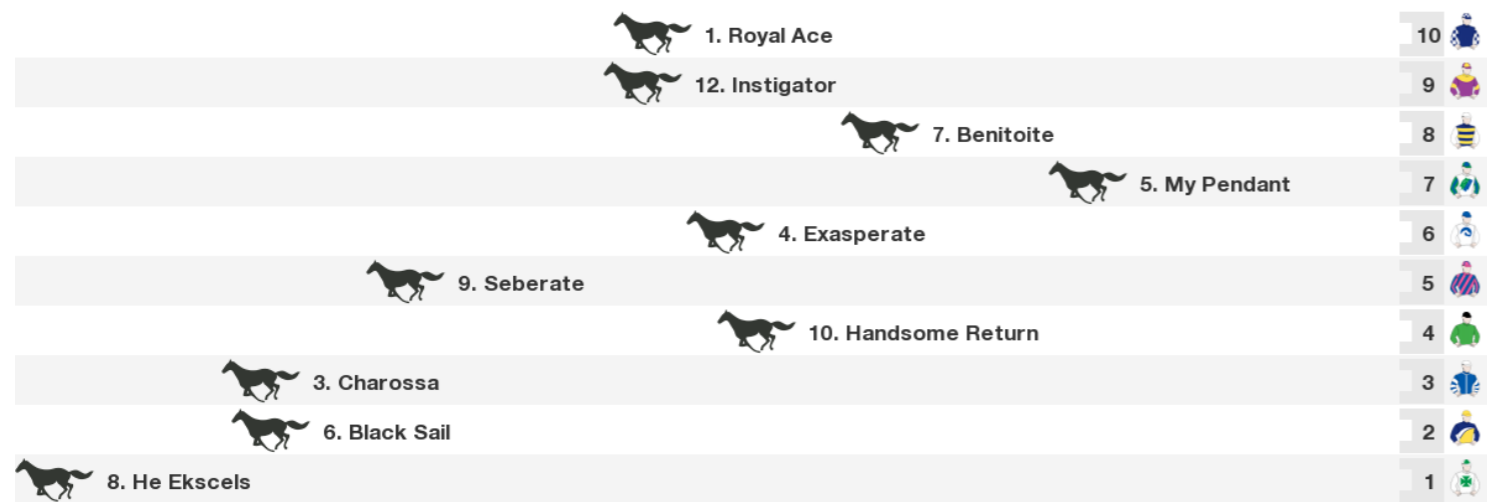 1. Royal Ace 10
12. Instigator 9
7. Benitoite 8
5. My Pendant 7
4. Exasperate 6
9. Seberate 5
10. Handsome Return 4
3. Charossa 3
6. Black Sail 2
8. He Ekscels 1